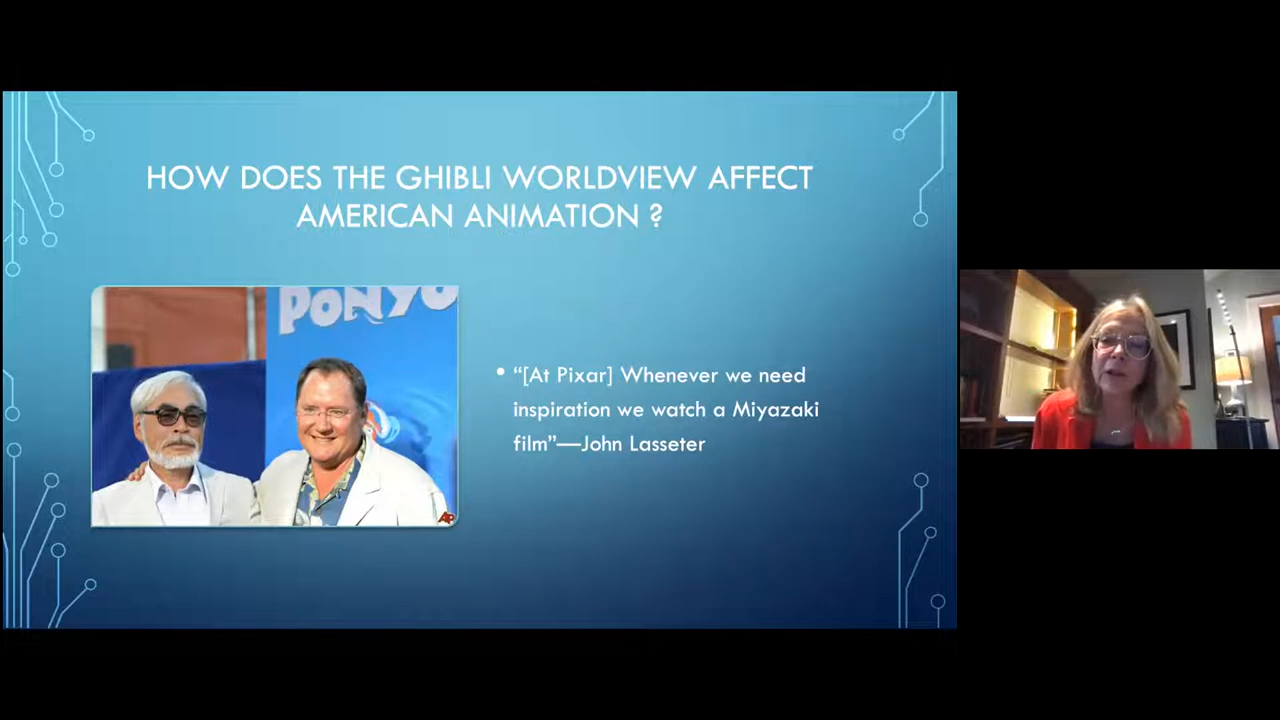 HOW DOES THE GHIBLI WORLDVIEW AFFECT
AMERICAN ANIMATION ?
PONYO
• “[At Pixar] Whenever we need
inspiration we watch a Miyazaki
film”—John Lasseter
AP